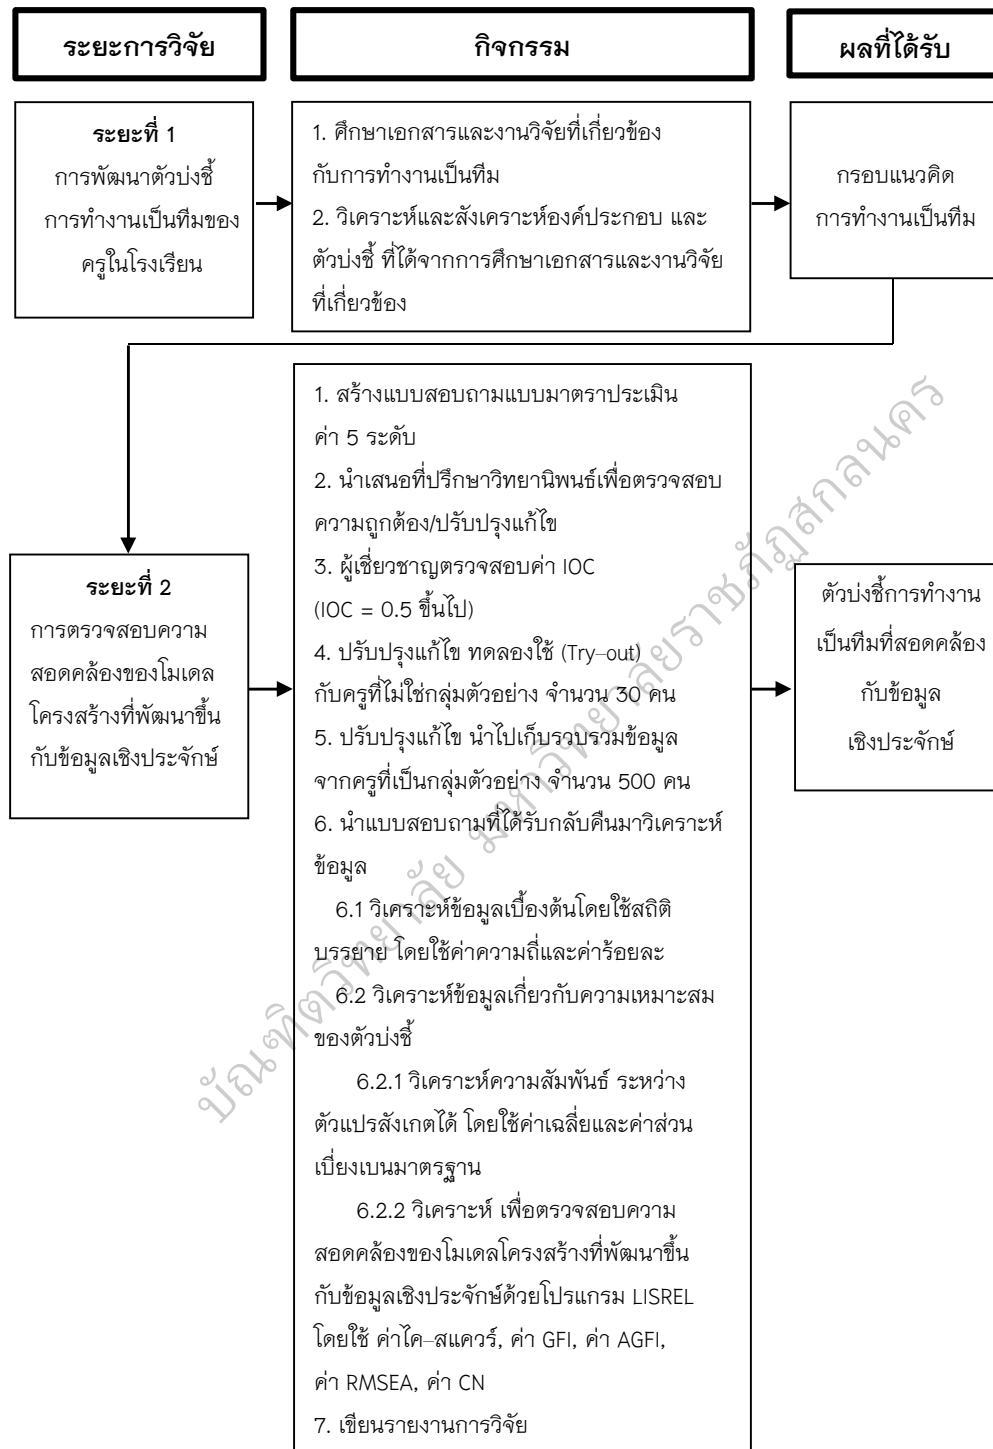 ระยะการวิจัย
กิจกรรม
ผลที่ได้รับ
ระยะที่ 1
การพัฒนาตัวบ่งชี้
การทำงานเป็นทีมของ
ครูในโรงเรียน
1. ศึกษาเอกสารและงานวิจัยที่เกี่ยวข้อง
กับการทำงานเป็นทีม
2. วิเคราะห์และสังเคราะห์องค์ประกอบ และ
ตัวบ่งชี้ ที่ได้จากการศึกษาเอกสารและงานวิจัย
ที่เกี่ยวข้อง
กรอบแนวคิด
การทำงานเป็นทีม
ระยะที่ 2
การตรวจสอบความ
สอดคล้องของโมเดล
โครงสร้างที่พัฒนาขึ้น
กับข้อมูลเชิงประจักษ์
1. สร้างแบบสอบถามแบบมาตราประเมิน
ค่า 5 ระดับ
2. นำเสนอที่ปรึกษาวิทยานิพนธ์เพื่อตรวจสอบ
ความถูกต้อง/ปรับปรุงแก้ไข
3. ผู้เชี่ยวชาญตรวจสอบค่า IOC
(IOC = 0.5 ขึ้นไป)
4. ปรับปรุงแก้ไข ทดลองใช้ (Try–out)
กับครูที่ไม่ใช่กลุ่มตัวอย่าง จำนวน 30 คน
5. ปรับปรุงแก้ไข นำไปเก็บรวบรวมข้อมูล
จากครูที่เป็นกลุ่มตัวอย่าง จำนวน 500 คน
6. นำแบบสอบถามที่ได้รับกลับคืนมาวิเคราะห์
ข้อมูล
6.1 วิเคราะห์ข้อมูลเบื้องต้นโดยใช้สถิติ
บรรยาย โดยใช้ค่าความถี่และค่าร้อยละ
6.2 วิเคราะห์ข้อมูลเกี่ยวกับความเหมาะสม
ของตัวบ่งชี้
6.2.1 วิเคราะห์ความสัมพันธ์ ระหว่าง
ตัวแปรสังเกตได้ โดยใช้ค่าเฉลี่ยและค่าส่วน
เบี่ยงเบนมาตรฐาน
6.2.2 วิเคราะห์ เพื่อตรวจสอบความ
สอดคล้องของโมเดลโครงสร้างที่พัฒนาขึ้น
กับข้อมูลเชิงประจักษ์ด้วยโปรแกรม LISREL
โดยใช้ ค่าไค–สแควร์, ค่า GFI, ค่า AGFI,
ค่า RMSEA, ค่า CN
7. เขียนรายงานการวิจัย
ตัวบ่งชี้การทำงาน
เป็นทีมที่สอดคล้อง
กับข้อมูล
เชิงประจักษ์
บัณฑิตวิทยาลัย มหาวิทยาลัยราชภัฏสกลนคร